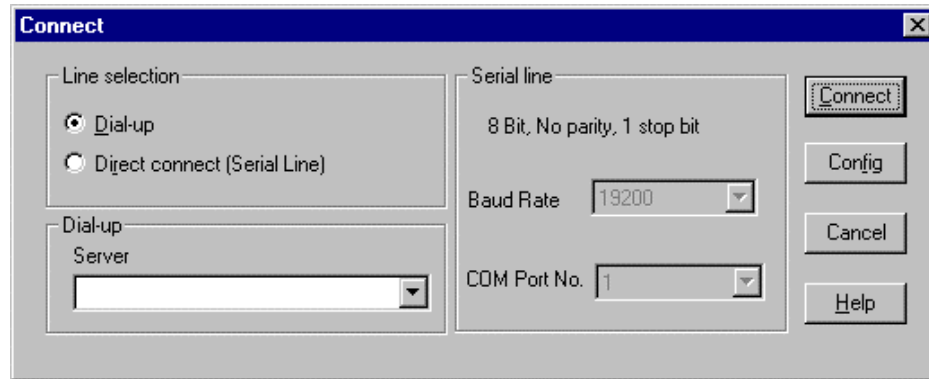 Connect
Line selection
Dial-up
Direct connect (Serial Line)
Dial-up
Server
Serial line
8 Bit, No parity, 1 stop bit
Baud Rate 19200
COM Port No. 1
Connect
Config
Cancel
Help